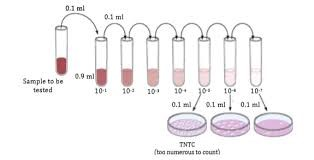 0.1 ml
0.1 ml
0.9 ml
Sample to be
tested
10-1 10-2 10-3 10-4 10-5 10-6 10-7
0.1 ml 0.1 ml 0.1 ml
TNTC
(too numerous to count)